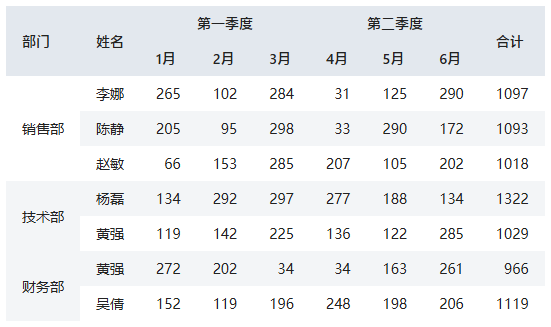 部门 姓名 第一季度 第二季度 合计
1月 2月 3月 4月 5月 6月
销售部 李娜 265 102 284 31 125 290 1097
陈静 205 95 298 33 290 172 1093
赵敏 66 153 285 207 105 202 1018
技术部 杨磊 134 292 297 277 188 134 1322
黄强 119 142 225 136 122 285 1029
财务部 黄强 272 202 34 34 163 261 966
吴倩 152 119 196 248 198 206 1119